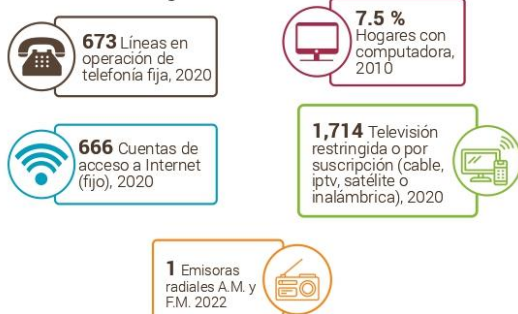 673 Líneas en
operación de
telefonía fija, 2020
7.5 %
Hogares con
computadora,
2010
666 Cuentas de
acceso a Internet
(fijo), 2020
1,714 Televisión
restringida o por
suscripción (cable,
iptv, satélite o
inalámbrica), 2020
1 Emisoras
radiales A.M. y
F.M. 2022